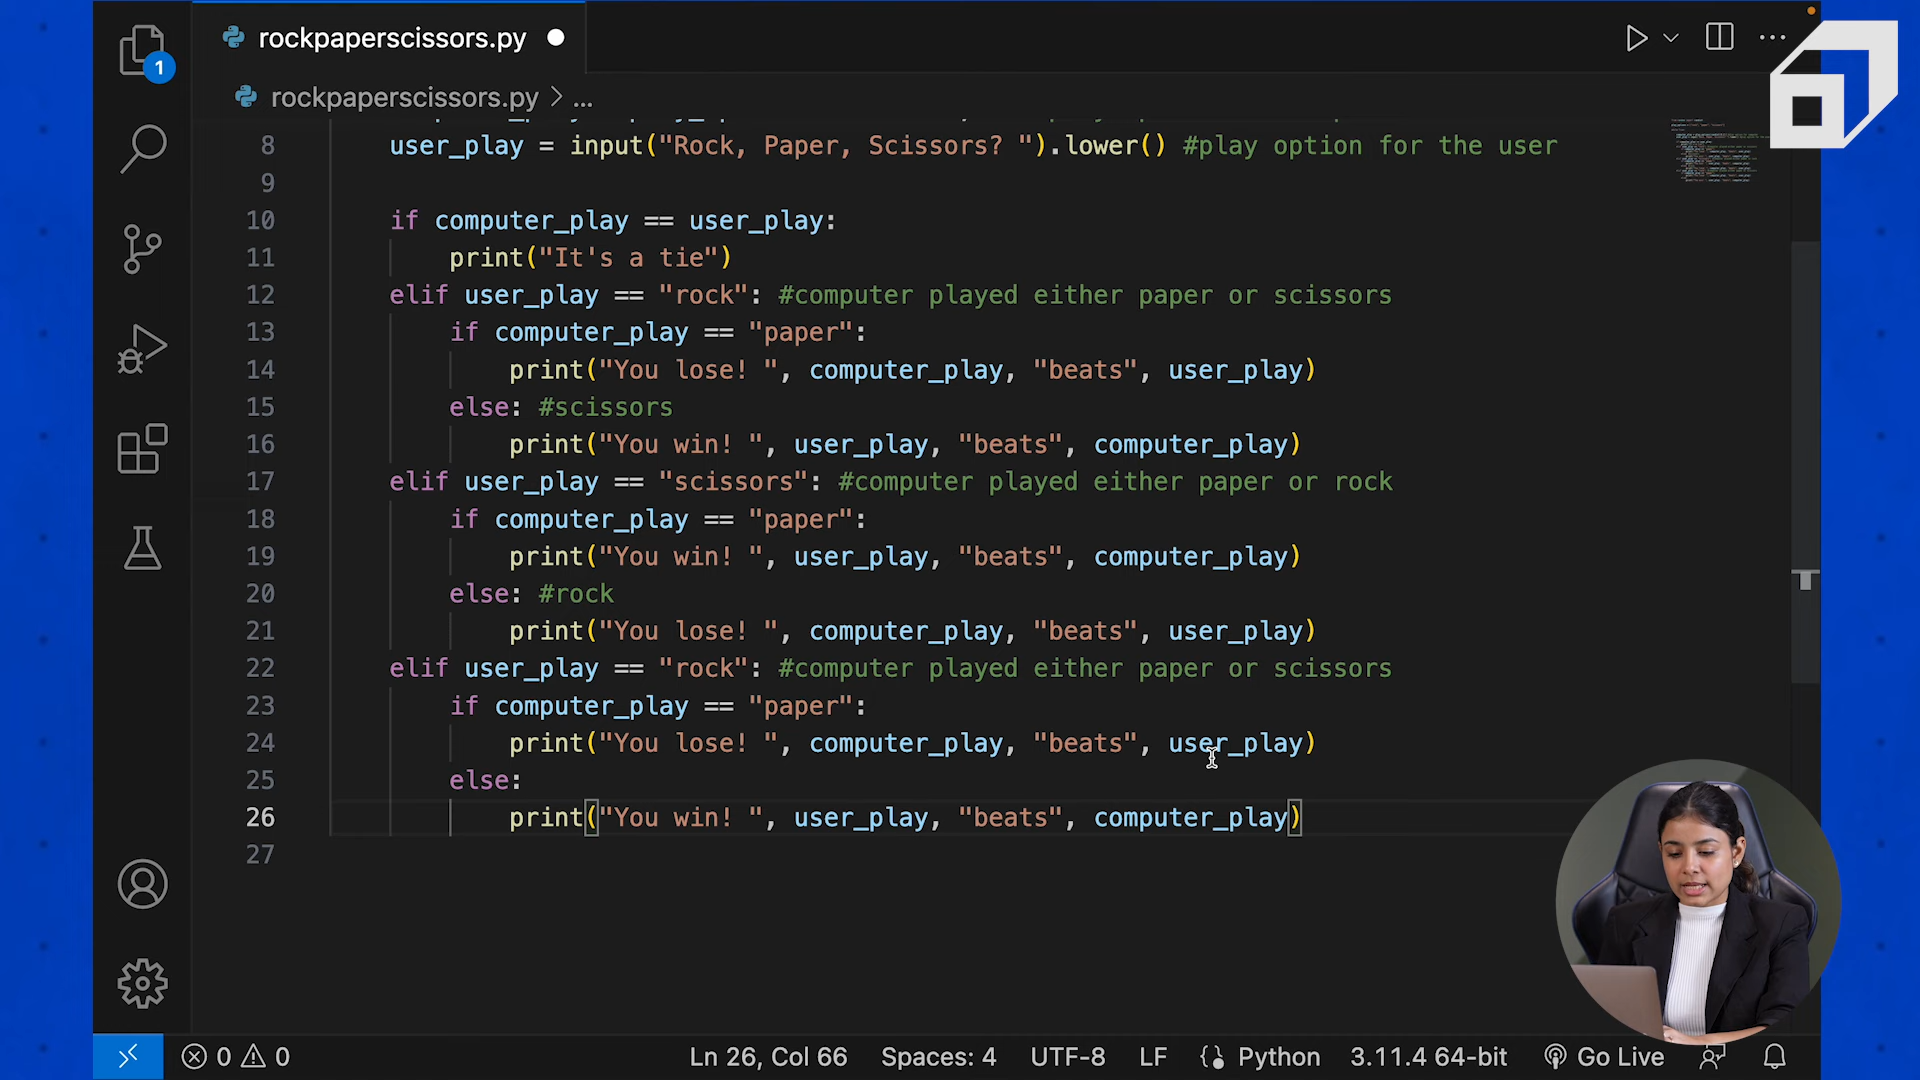 1
rockpaperscissors.py
rockpaperscissors.py > ...
8 user_play = input("Rock, Paper, Scissors? ").lower() #play option for the user
9
10 if computer_play == user_play:
11 print("It's a tie")
12 elif user_play == "rock": #computer played either paper or scissors
13 if computer_play == "paper":
14 print("You lose! ", computer_play, "beats", user_play)
15 else: #scissors
16 print("You win! ", user_play, "beats", computer_play)
17 elif user_play == "scissors": #computer played either paper or rock
18 if computer_play == "paper":
19 print("You win! ", user_play, "beats", computer_play)
20 else: #rock
21 print("You lose! ", computer_play, "beats", user_play)
22 elif user_play == "rock": #computer played either paper or scissors
23 if computer_play == "paper":
24 print("You lose! ", computer_play, "beats", user_play)
25 else:
26 print("You win! ", user_play, "beats", computer_play)
27
0 0 Ln 26, Col 66 Spaces: 4 UTF-8 LF Python 3.11.4 64-bit Go Live